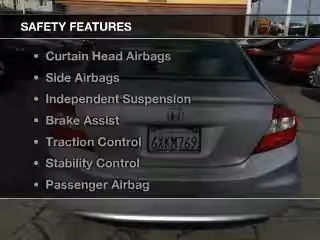 SAFETY FEATURES
• Curtain Head Airbags
• Side Airbags
• Independent Suspension
• Brake Assist
• Traction Control
• Stability Control
• Passenger Airbag